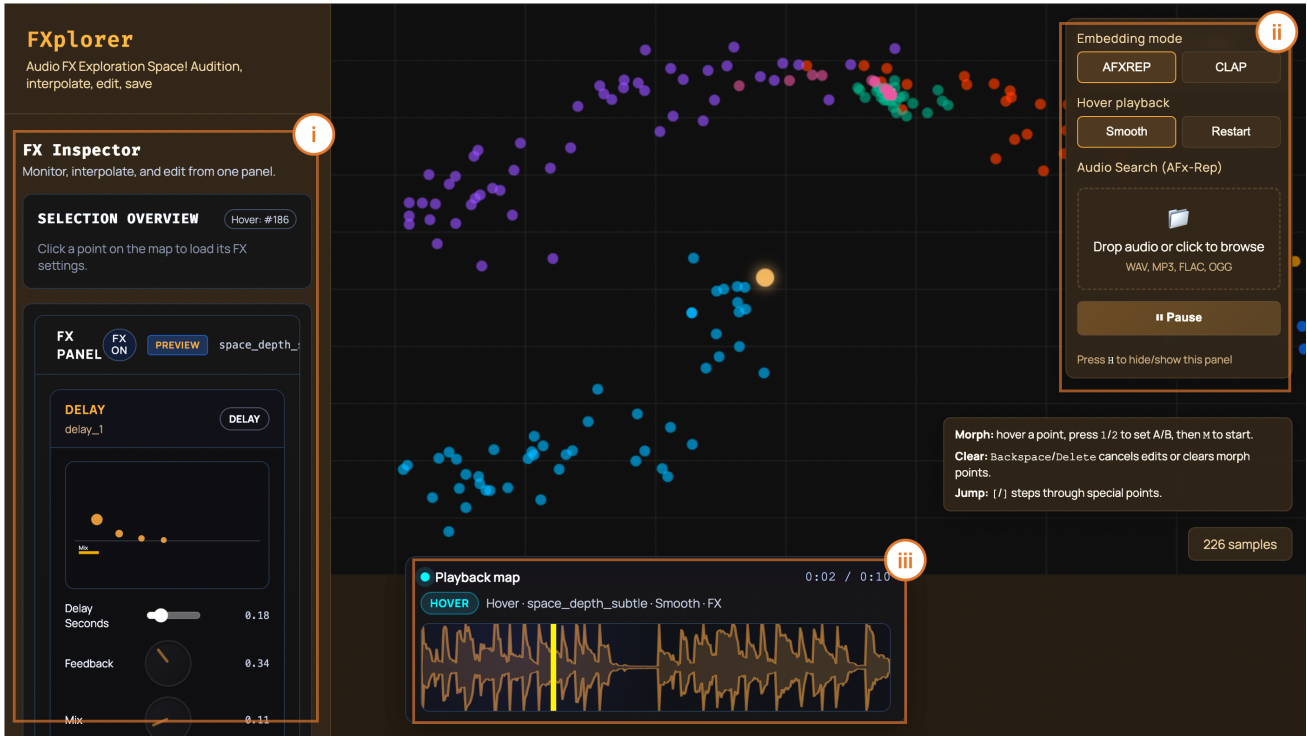 FXplorer
Audio FX Exploration Space! Audition,
interpolate, edit, save
i
FX Inspector
Monitor, interpolate, and edit from one panel.
SELECTION OVERVIEW
Hover: #186
Click a point on the map to load its FX
settings.
FX
PANEL
FX
ON
PREVIEW
space_depth_
DELAY
delay_1
DELAY
Mix
Delay
Seconds
0.18
Feedback
0.34
Mix
0.11
ii
Embedding mode
AFXREP
CLAP
Hover playback
Smooth
Restart
Audio Search (AFx-Rep)
Drop audio or click to browse
WAV, MP3, FLAC, OGG
Pause
Press H to hide/show this panel
Morph: hover a point, press 1/2 to set A/B, then M to start.
Clear: Backspace/Delete cancels edits or clears morph
points.
Jump: [/] steps through special points.
226 samples
iii
Playback map
0:02 / 0:10
HOVER
Hover · space_depth_subtle · Smooth · FX